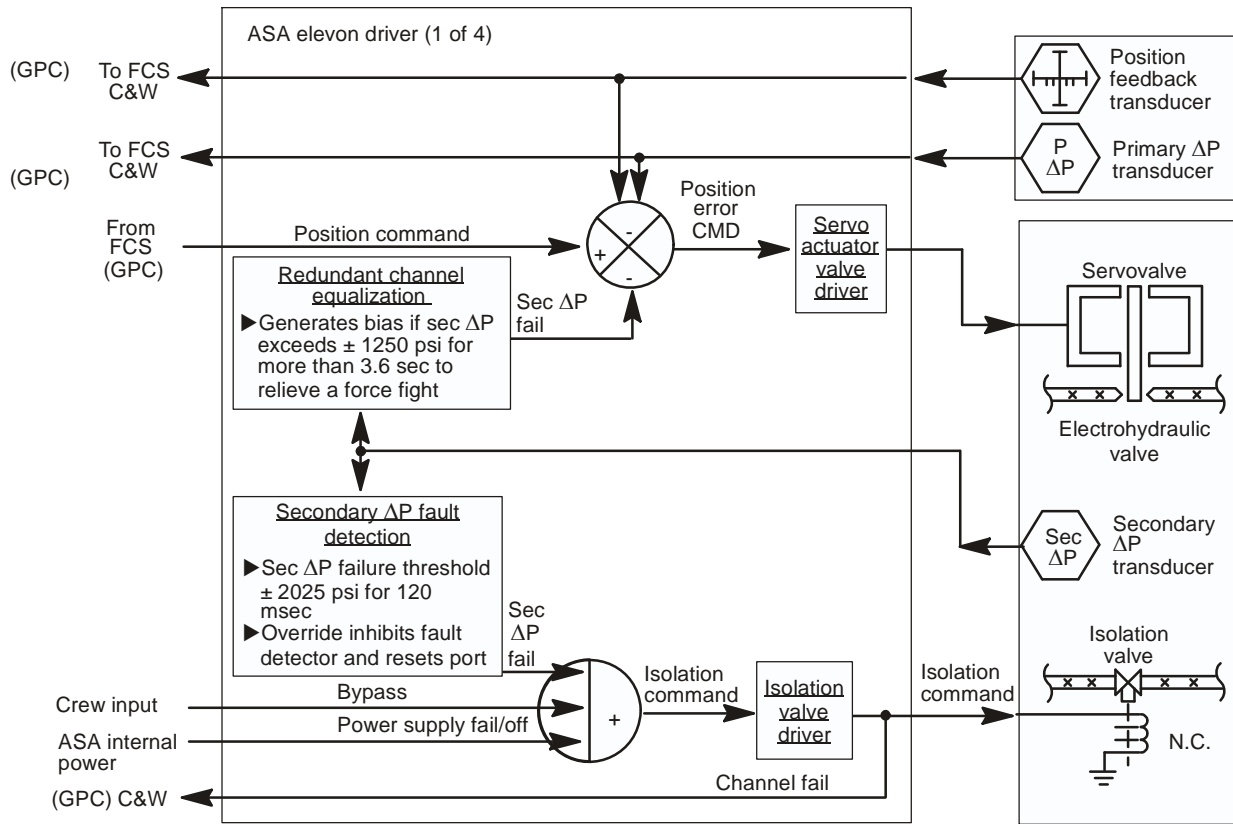 ASA elevon driver (1 of 4)
(GPC)
To FCS
C&W
Position
feedback
transducer
(GPC)
To FCS
C&W
P
ΔP
Primary ΔP
transducer
From
FCS
(GPC)
Position command
+
-
-
Position
error
CMD
Servo
actuator
valve
driver
Servovalve
Electrohydraulic
valve
Redundant channel
equalization
▶Generates bias if sec ΔP
exceeds ± 1250 psi for
more than 3.6 sec to
relieve a force fight
Sec ΔP
fail
Secondary ΔP fault
detection
▶Sec ΔP failure threshold
± 2025 psi for 120
msec
▶Override inhibits fault
detector and resets port
Sec
ΔP
fail
Sec
ΔP
Secondary
ΔP
transducer
Crew input
Bypass
ASA internal
power
Power supply fail/off
+
Isolation
command
Isolation
valve
driver
Isolation
command
Isolation
valve
N.C.
(GPC) C&W
Channel fail